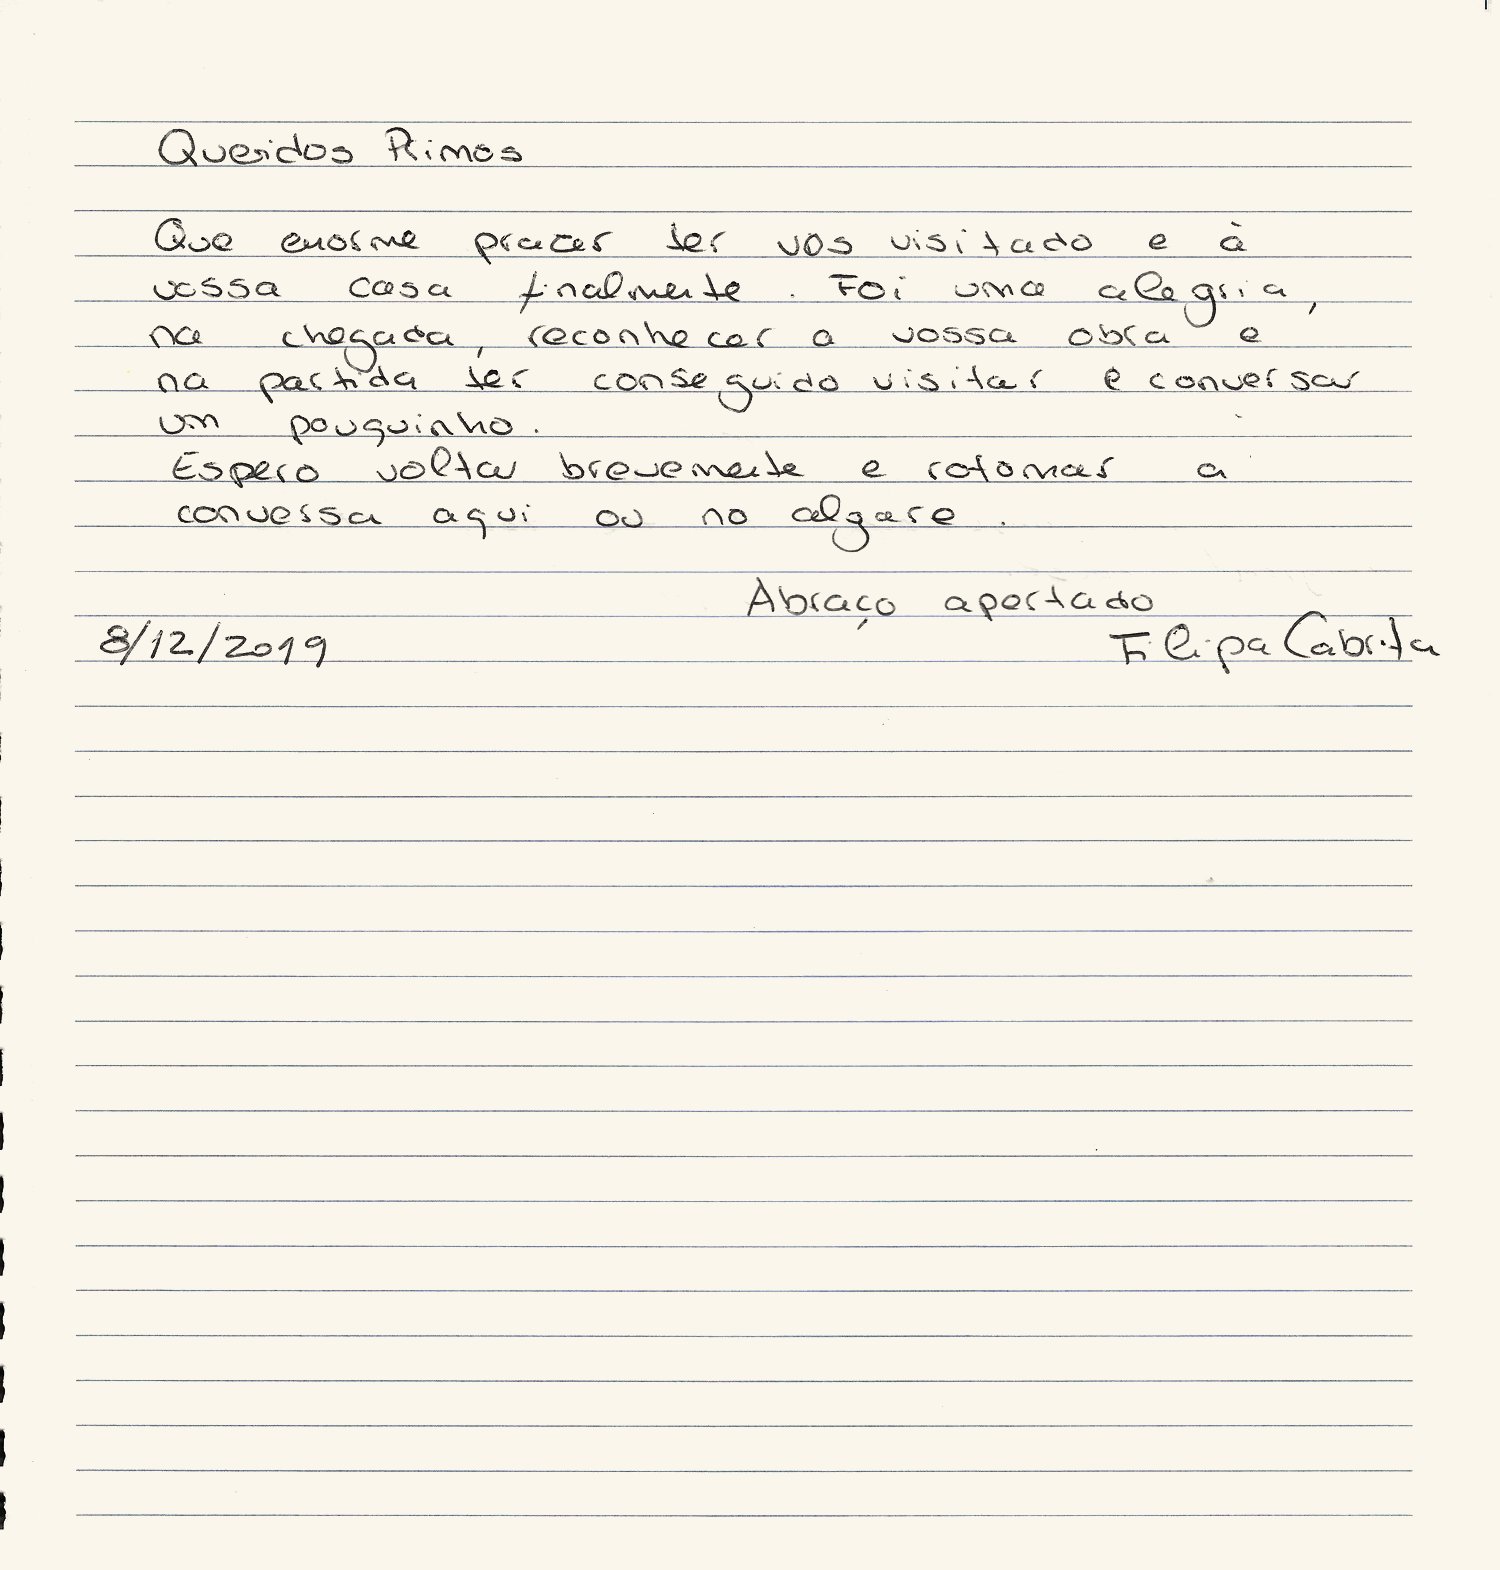 Queridos Primos
Que enorme prazer ter vos visitado e à
vossa casa finalmente. Foi uma alegria,
na chegada, reconhecer a vossa obra e
na partida ter conseguido visitar e conversar
um pouquinho.
Espero voltar brevemente e retomar a
conversa aqui ou no algare.
Abraço apertado
8/12/2019 Filipa Cabrita